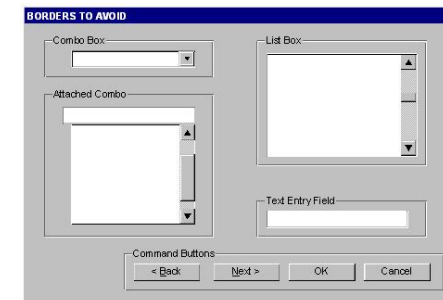 BORDERS TO AVOID
Combo Box
List Box
Attached Combo
Text Entry Field
Command Buttons
< Back Next > OK Cancel